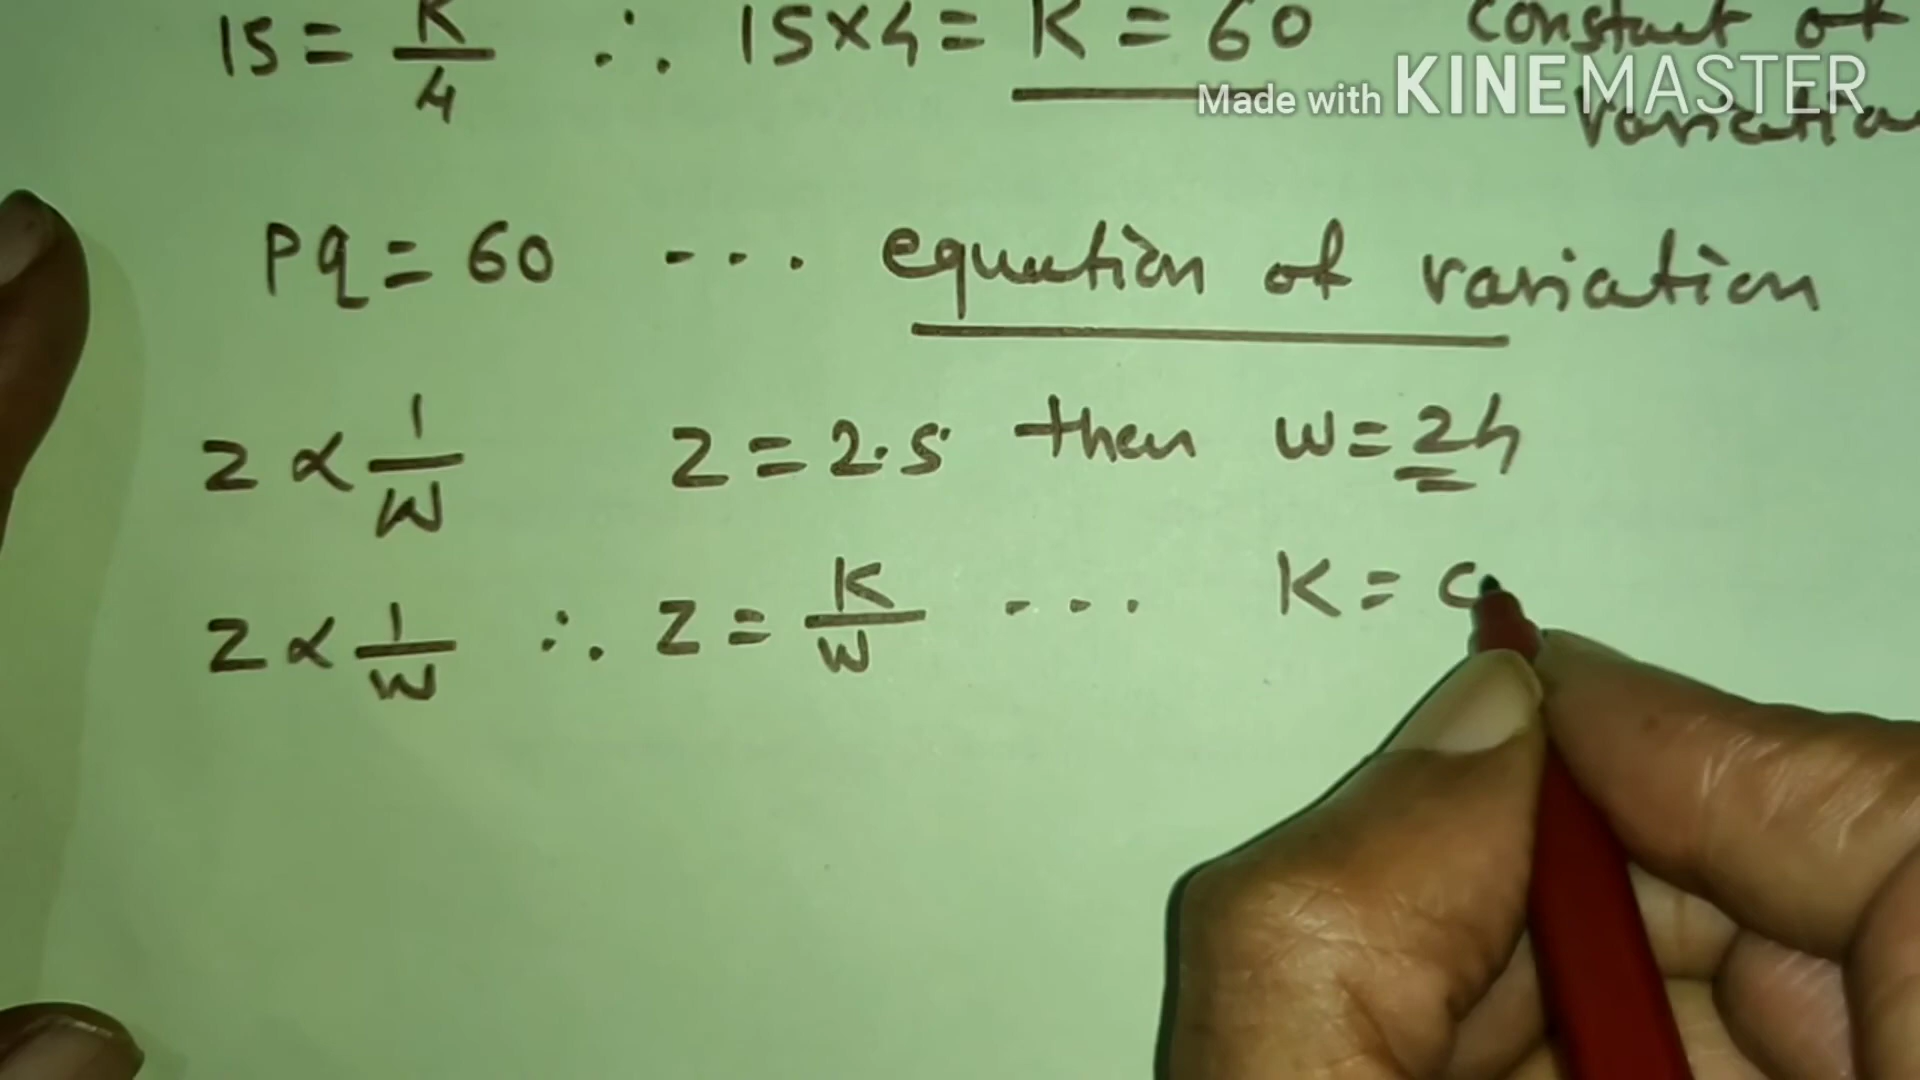 15 = K/4 ∴ 15×4 = K = 60 constant of
Made with KINEMASTER
variation
Pq = 60 ... equation of variation
Z ∝ 1/W Z = 2.5 then W = 24
Z ∝ 1/W ∴ Z = K/W ... K = C